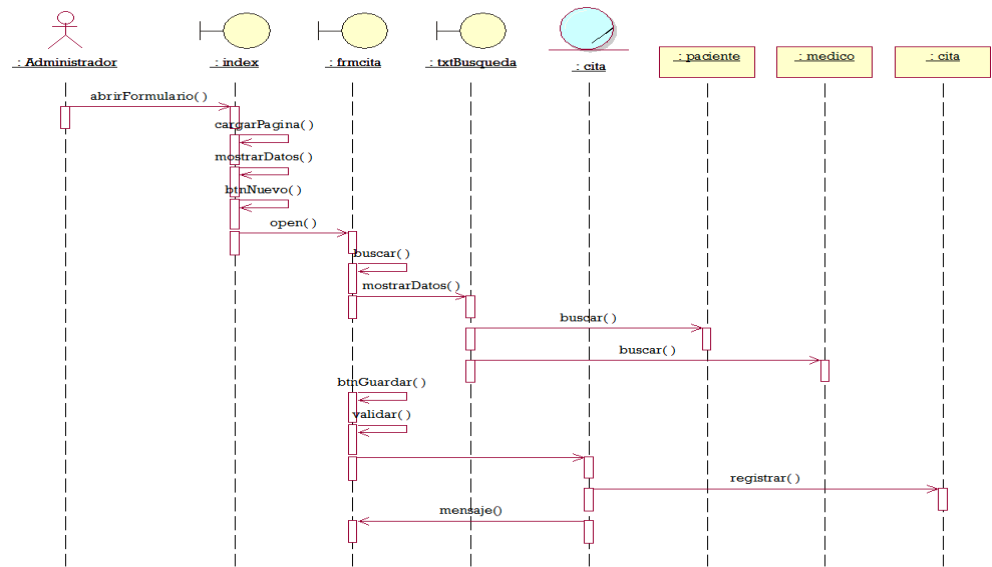 : Administrador
: index
: frmcita
: txtBusqueda
: cita
: paciente
: medico
: cita
abrirFormulario( )
cargarPagina( )
mostrarDatos( )
btnNuevo( )
open( )
buscar( )
mostrarDatos( )
buscar( )
buscar( )
btnGuardar( )
validar( )
registrar( )
mensaje()